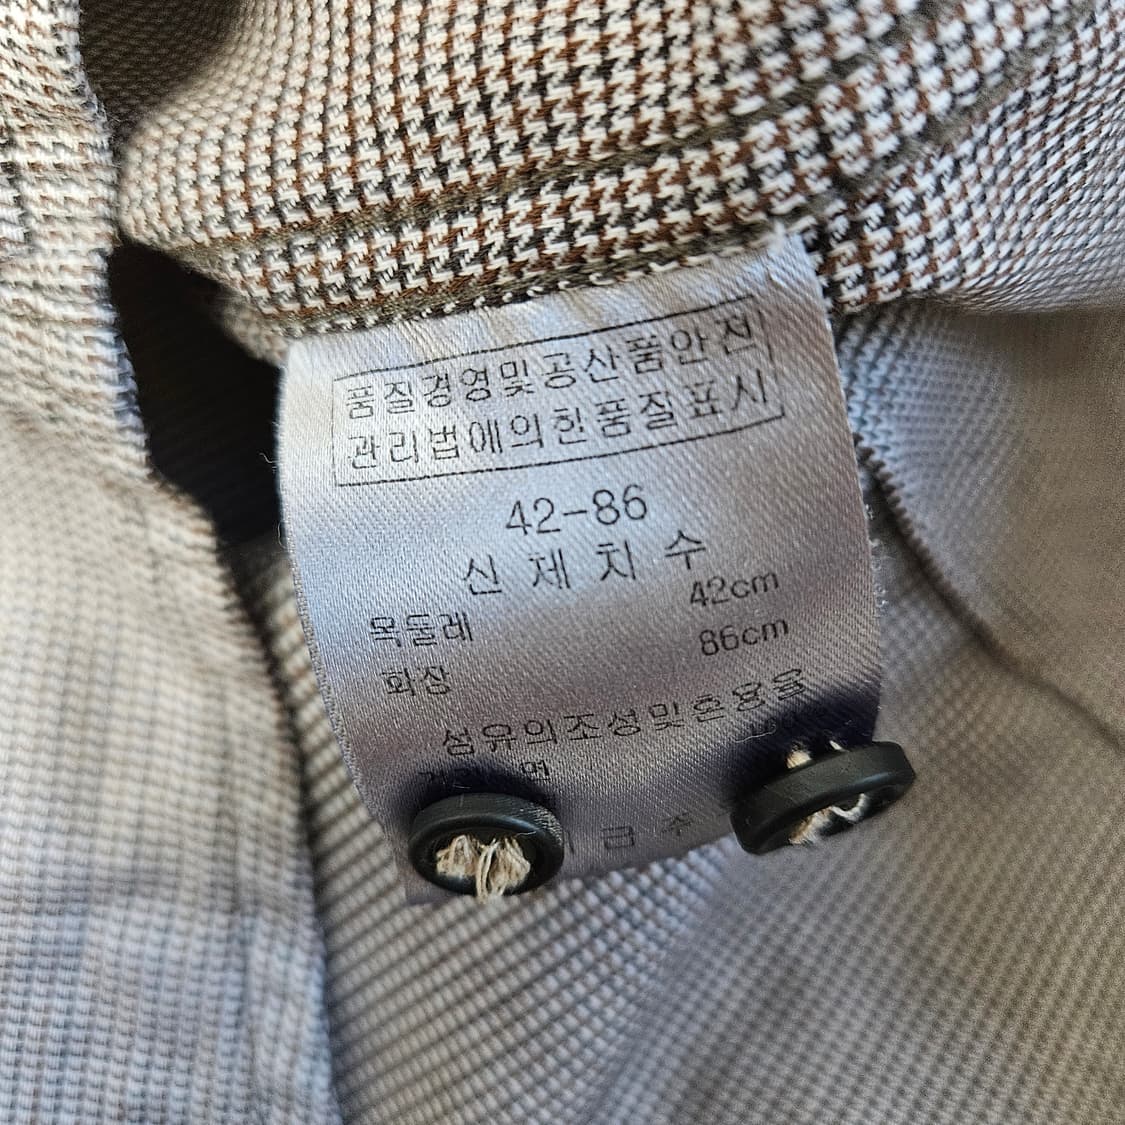 품질경영및공산품안전
관리법에의한품질표시
42-86
신체치수
목둘레 42cm
화장 86cm
섬유의조성및혼용율
면